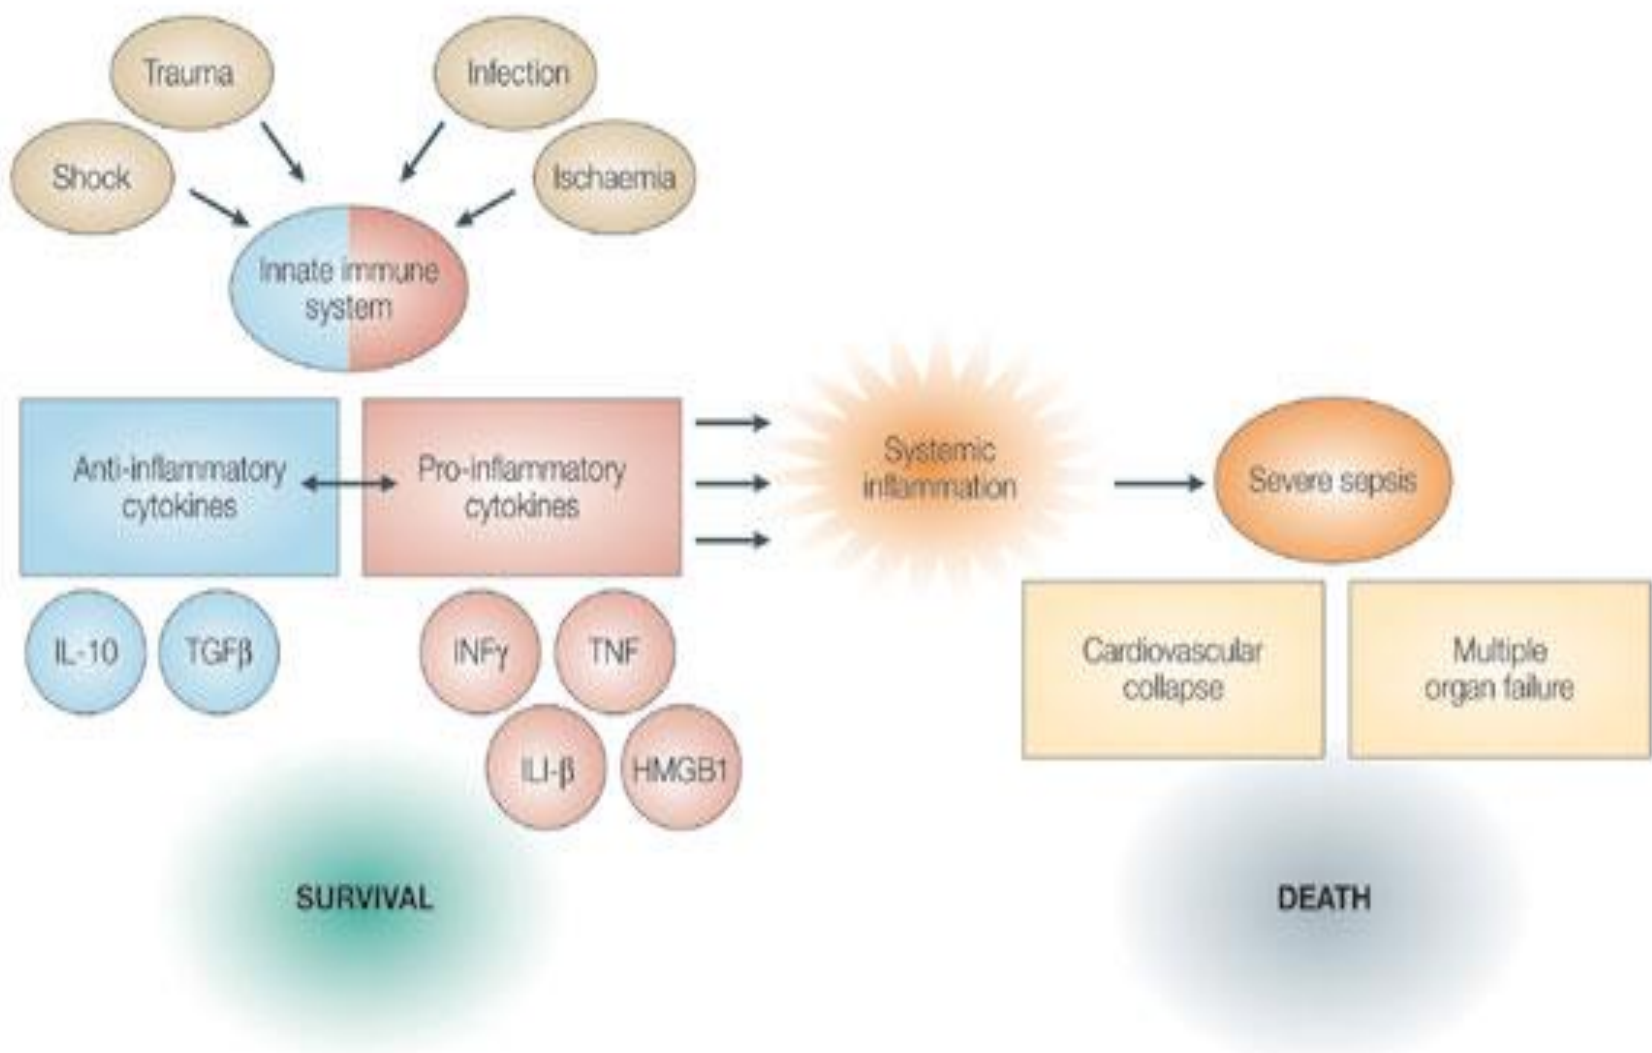 Trauma
Infection
Shock
Ischaemia
Innate immune
system
Anti-inflammatory
cytokines
Pro-inflammatory
cytokines
Systemic
inflammation
Severe sepsis
IL-10
TGFβ
INFγ
TNF
ILI-β
HMGB1
Cardiovascular
collapse
Multiple
organ failure
SURVIVAL
DEATH